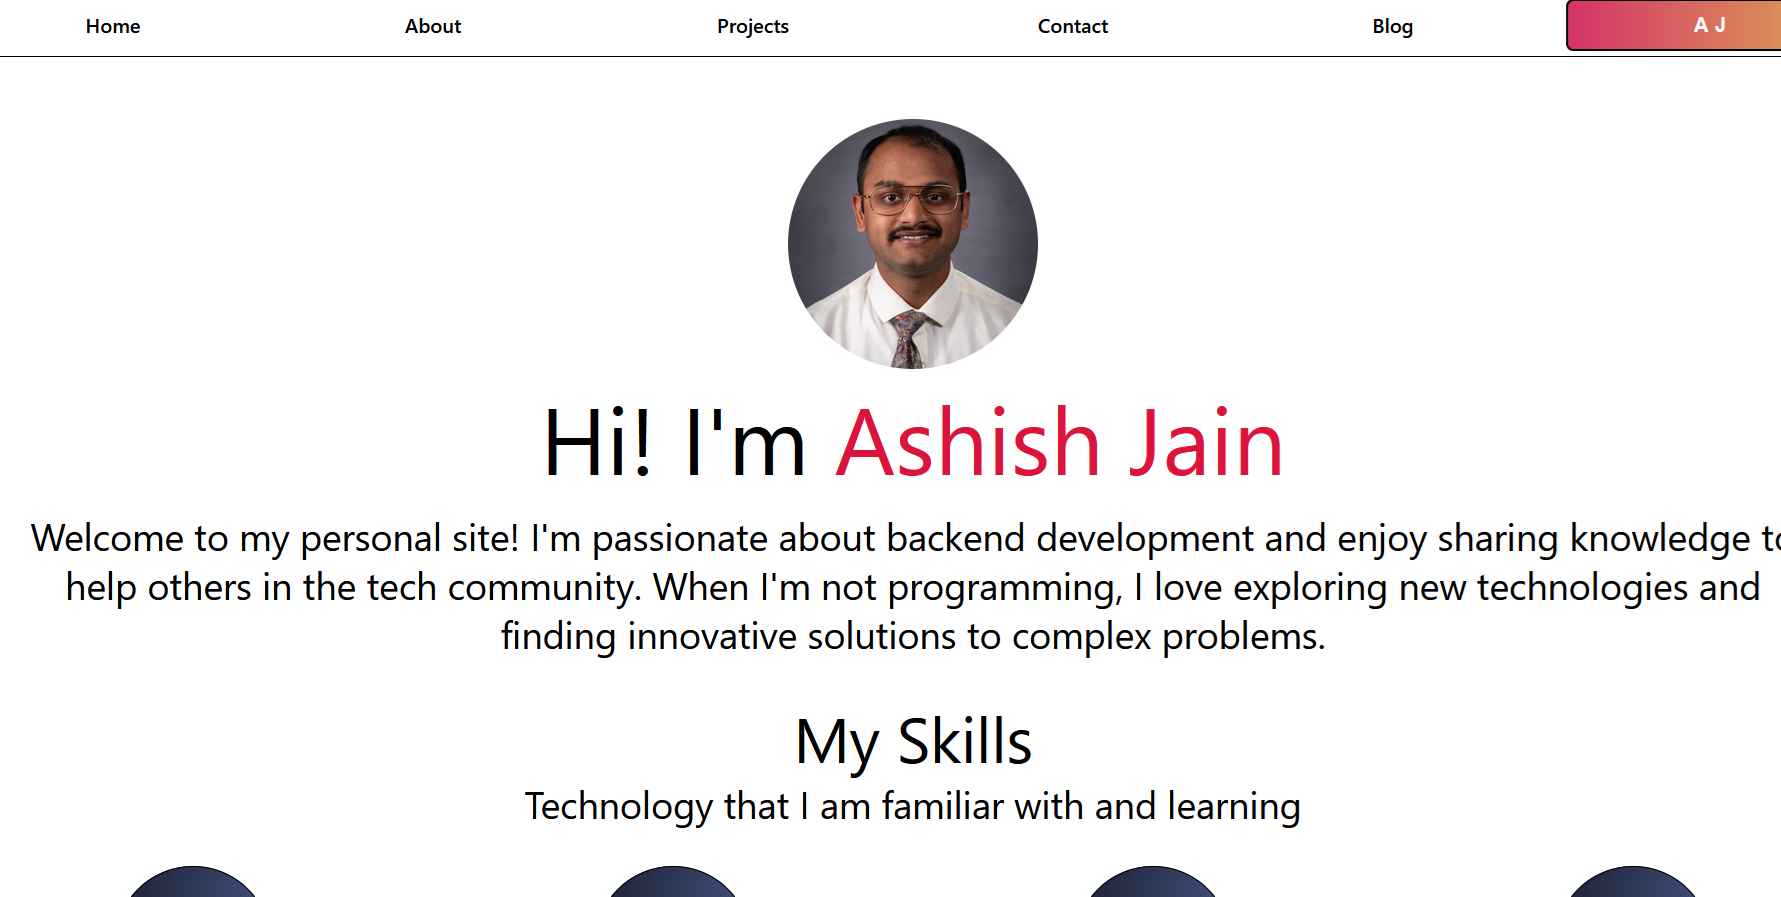 Home About Projects Contact Blog A J
Hi! I'm Ashish Jain
Welcome to my personal site! I'm passionate about backend development and enjoy sharing knowledge to
help others in the tech community. When I'm not programming, I love exploring new technologies and
finding innovative solutions to complex problems.
My Skills
Technology that I am familiar with and learning